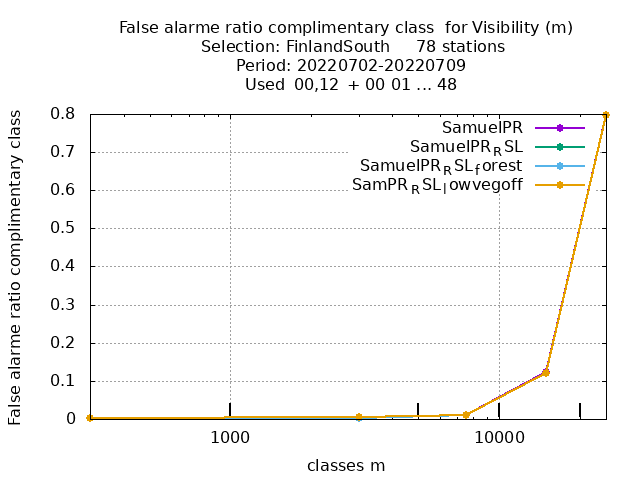 False alarme ratio complimentary class for Visibility (m)
Selection: FinlandSouth 78 stations
Period: 20220702-20220709
Used 00,12 + 00 01 ... 48
False alarme ratio complimentary class
0.8
0.7
0.6
0.5
0.4
0.3
0.2
0.1
0
SamuelPR
SamuelPR_RSL
SamuelPR_RSL_forest
SamPR_RSL_lowvegoff
1000
10000
classes m